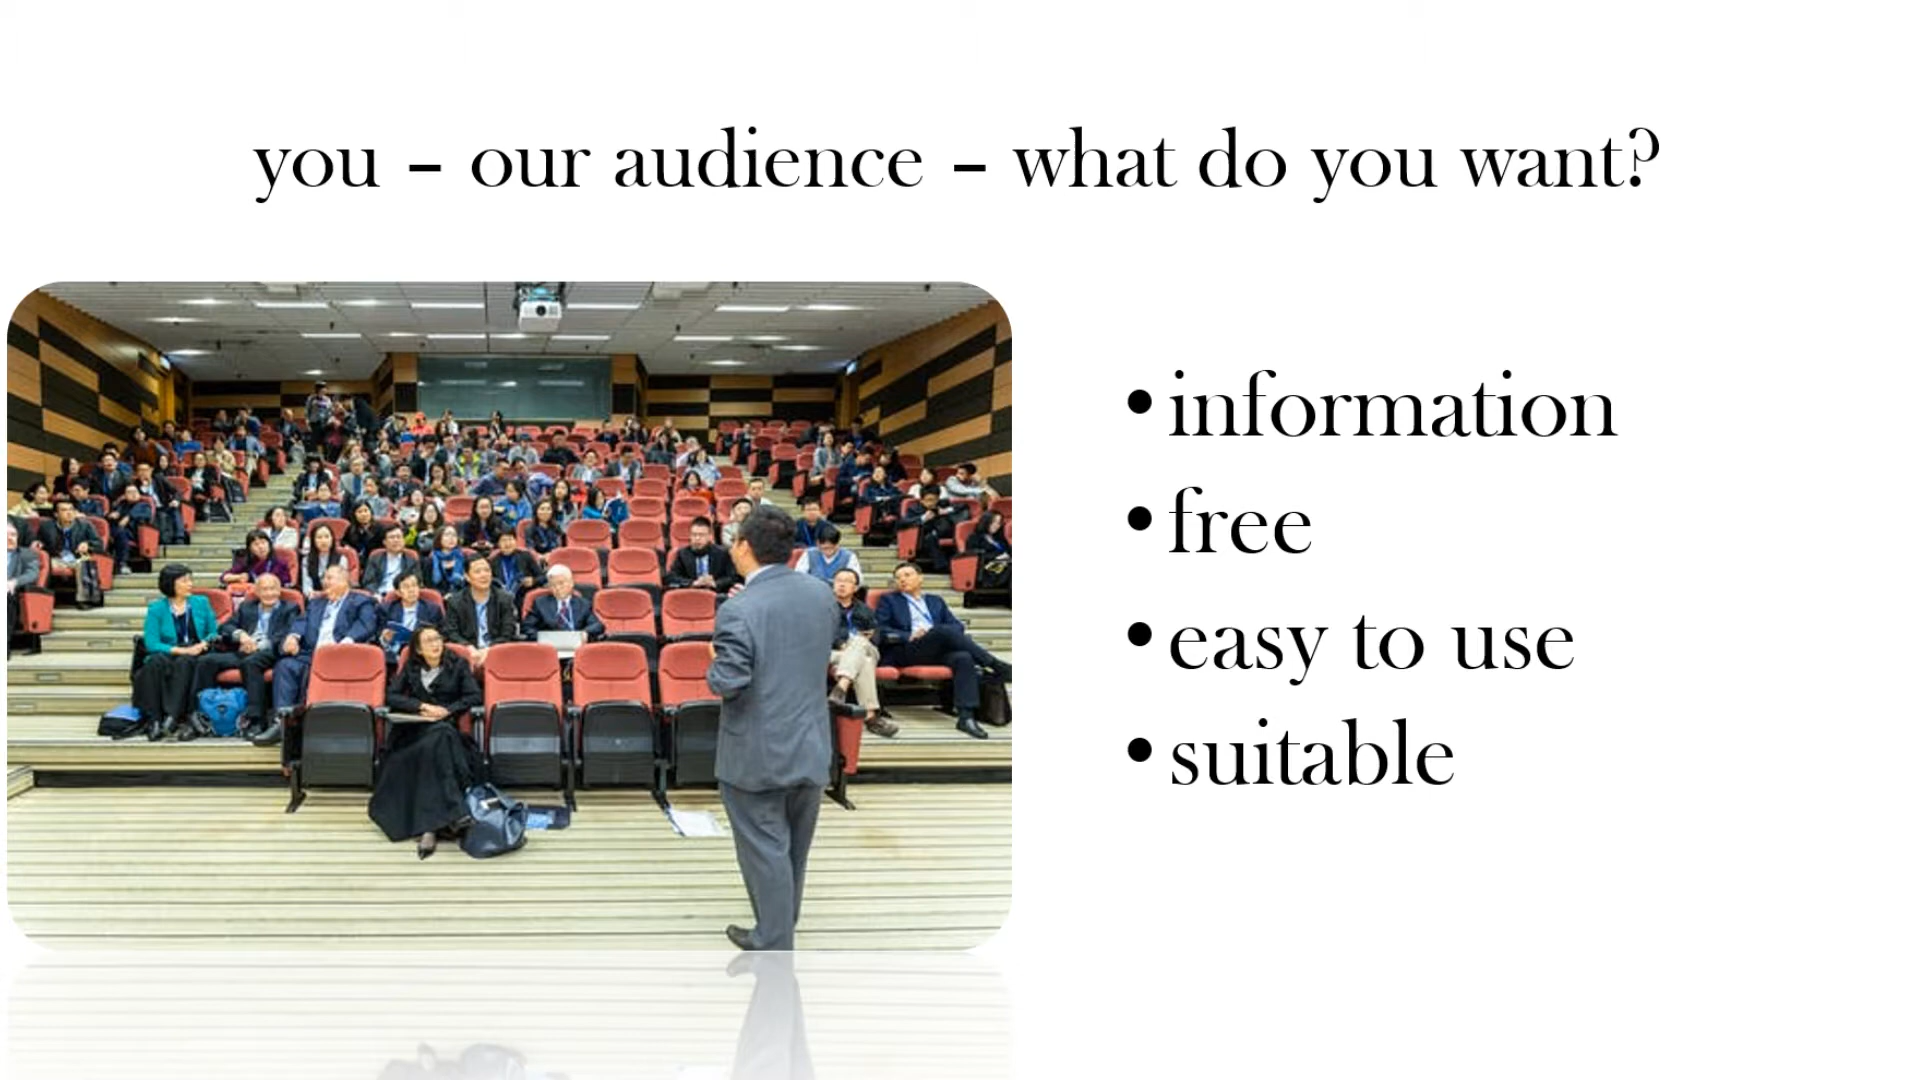 you – our audience – what do you want?
•information
•free
•easy to use
•suitable